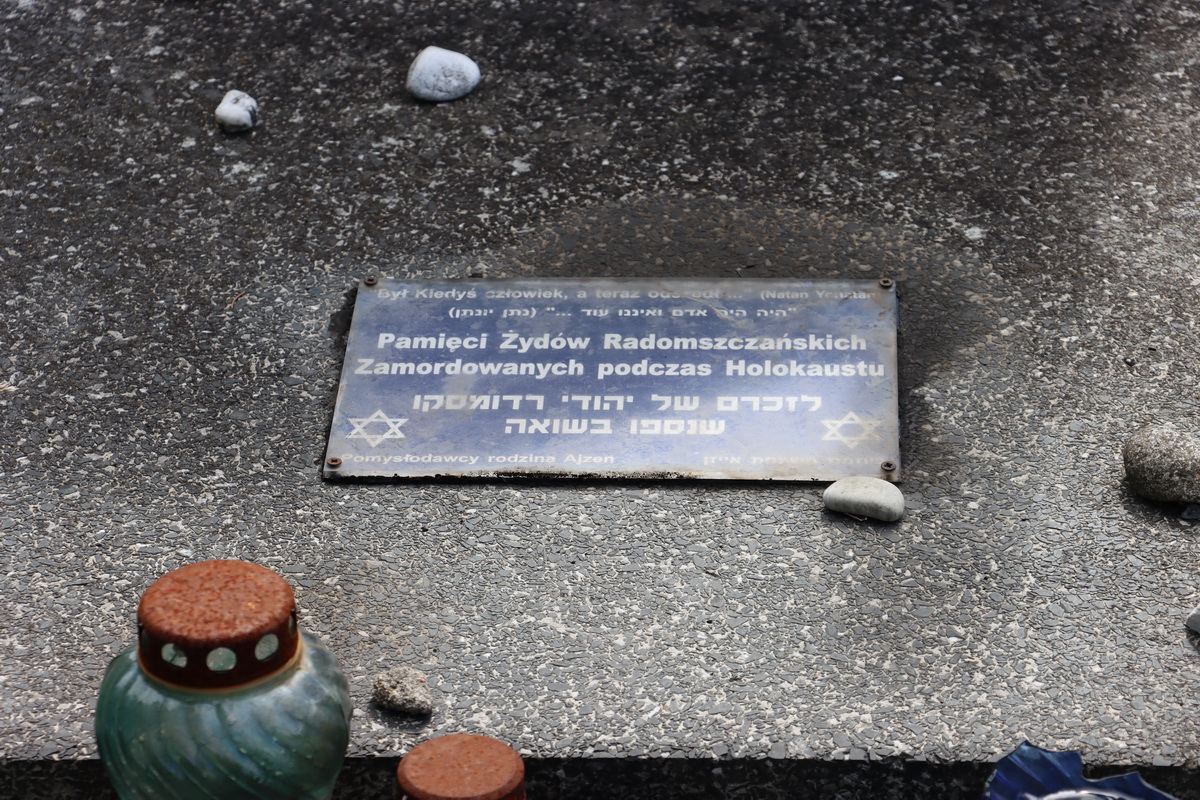 Był Kiedyś człowiek, a teraz odszedł ... (Natan Yonatan)
"היה היה אדם ואיננו עוד ..." (נתן יונתן)
Pamięci Żydów Radomszczańskich
Zamordowanych podczas Holokaustu
לזכרם של יהודי רדומסקו
שנספו בשואה
Pomysłodawcy rodzina Ajzen
אייזן